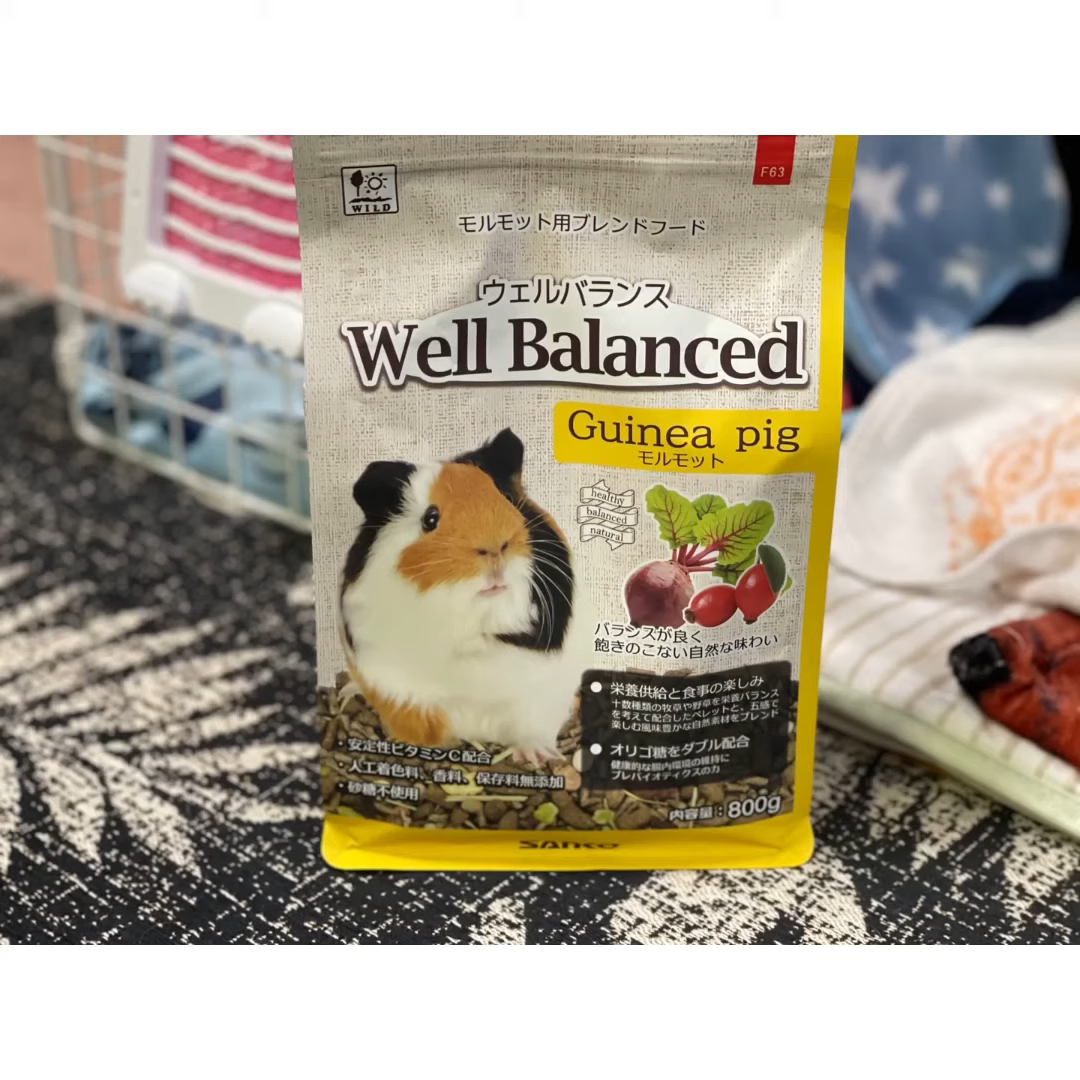 F63
WILD
モルモット用ブレンドフード
ウェルバランス
Well Balanced
Guinea pig
モルモット
healthy
balanced
natural
バランスが良く
飽きのこない自然な味わい
● 栄養供給と食事の楽しみ
十数種類の牧草や野草を栄養バランス
を考えて配合したペレットと、五感で
楽しむ風味豊かな自然素材をブレンド
● オリゴ糖をダブル配合
健康的な腸内環境の維持に
プレバイオティクスの力
・安定性ビタミンC配合
・人工着色料、香料、保存料無添加
・砂糖不使用
内容量：800g
SANKO